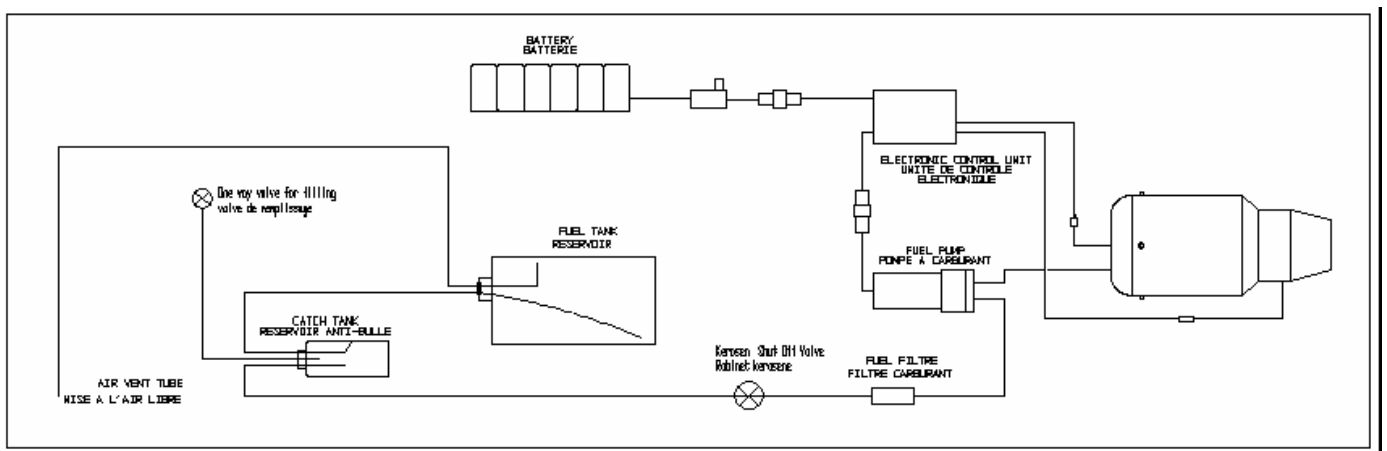 BATTERY
BATTERIE
ELECTRONIC CONTROL UNIT
UNITE DE CONTROLE
ELECTRONIQUE
One way valve for filling
valve de remplissage
FUEL TANK
RESERVOIR
FUEL PUMP
POMPE A CARBURANT
CATCH TANK
RESERVOIR ANTI-BULLE
Kerosen Shut Off Valve
Robinet kerosene
FUEL FILTRE
FILTRE CARBURANT
AIR VENT TUBE
MISE A L'AIR LIBRE